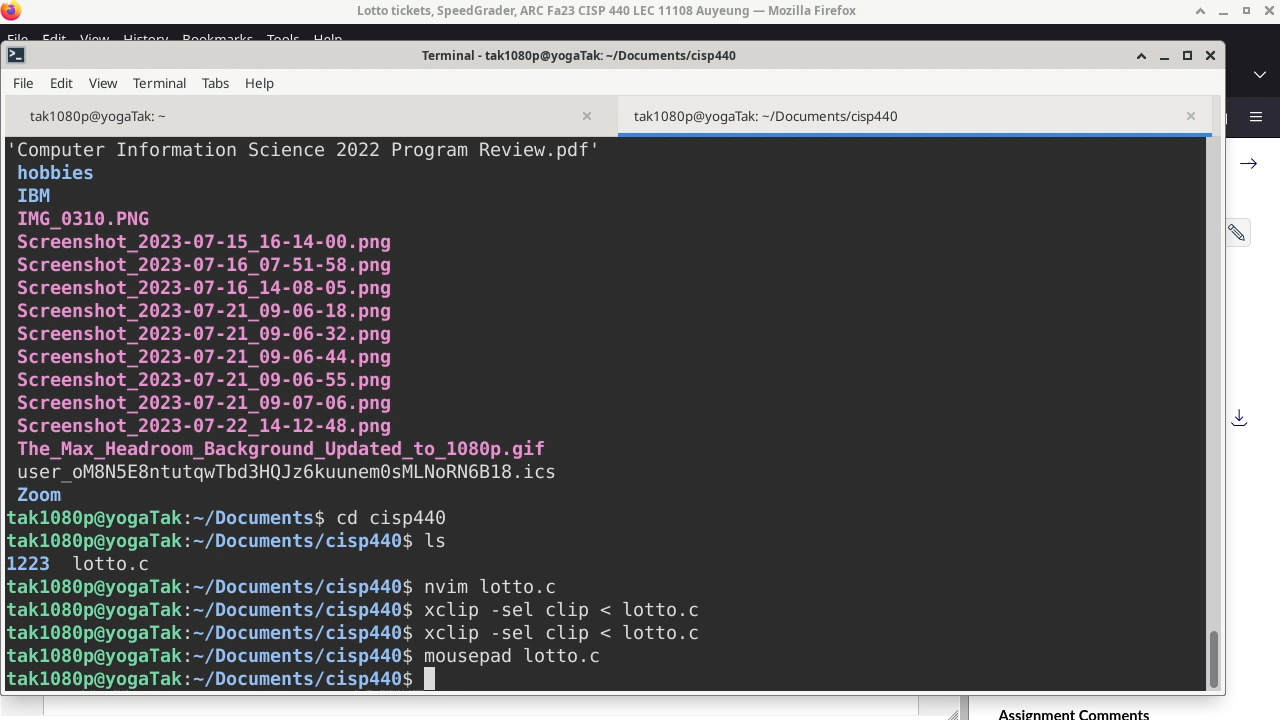 Lotto tickets, SpeedGrader, ARC Fa23 CISP 440 LEC 11108 Auyeung — Mozilla Firefox
File Edit View History Bookmarks Tools Help
Terminal - tak1080p@yogaTak: ~/Documents/cisp440
File Edit View Terminal Tabs Help
tak1080p@yogaTak: ~
tak1080p@yogaTak: ~/Documents/cisp440
'Computer Information Science 2022 Program Review.pdf'
hobbies
IBM
IMG_0310.PNG
Screenshot_2023-07-15_16-14-00.png
Screenshot_2023-07-16_07-51-58.png
Screenshot_2023-07-16_14-08-05.png
Screenshot_2023-07-21_09-06-18.png
Screenshot_2023-07-21_09-06-32.png
Screenshot_2023-07-21_09-06-44.png
Screenshot_2023-07-21_09-06-55.png
Screenshot_2023-07-21_09-07-06.png
Screenshot_2023-07-22_14-12-48.png
The_Max_Headroom_Background_Updated_to_1080p.gif
user_oM8N5E8ntutqwTbd3HQJz6kuunem0sMLNoRN6B18.ics
Zoom
tak1080p@yogaTak:~/Documents$ cd cisp440
tak1080p@yogaTak:~/Documents/cisp440$ ls
1223 lotto.c
tak1080p@yogaTak:~/Documents/cisp440$ nvim lotto.c
tak1080p@yogaTak:~/Documents/cisp440$ xclip -sel clip < lotto.c
tak1080p@yogaTak:~/Documents/cisp440$ xclip -sel clip < lotto.c
tak1080p@yogaTak:~/Documents/cisp440$ mousepad lotto.c
tak1080p@yogaTak:~/Documents/cisp440$
Assignment Comments